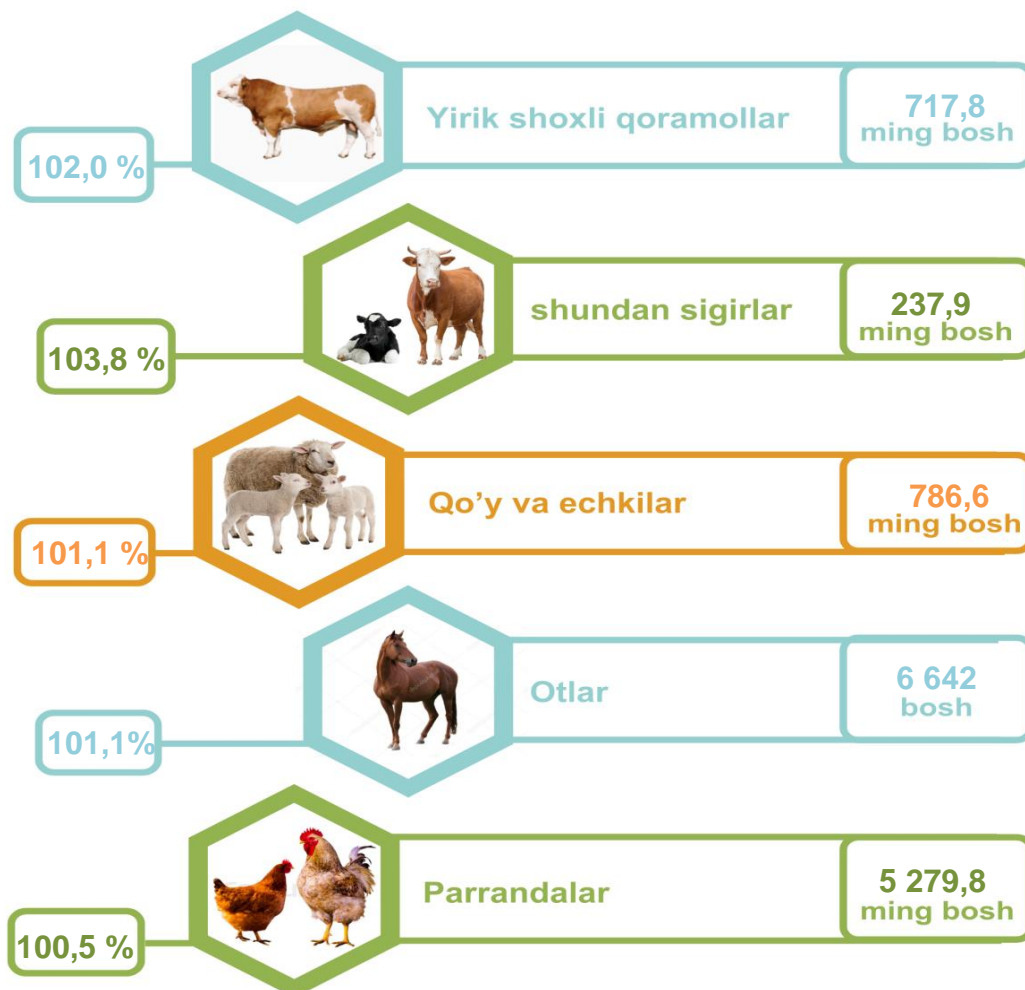 Yirik shoxli qoramollar
717,8
ming bosh
102,0 %
shundan sigirlar
237,9
ming bosh
103,8 %
Qo’y va echkilar
786,6
ming bosh
101,1 %
Otlar
6 642
bosh
101,1%
Parrandalar
5 279,8
ming bosh
100,5 %